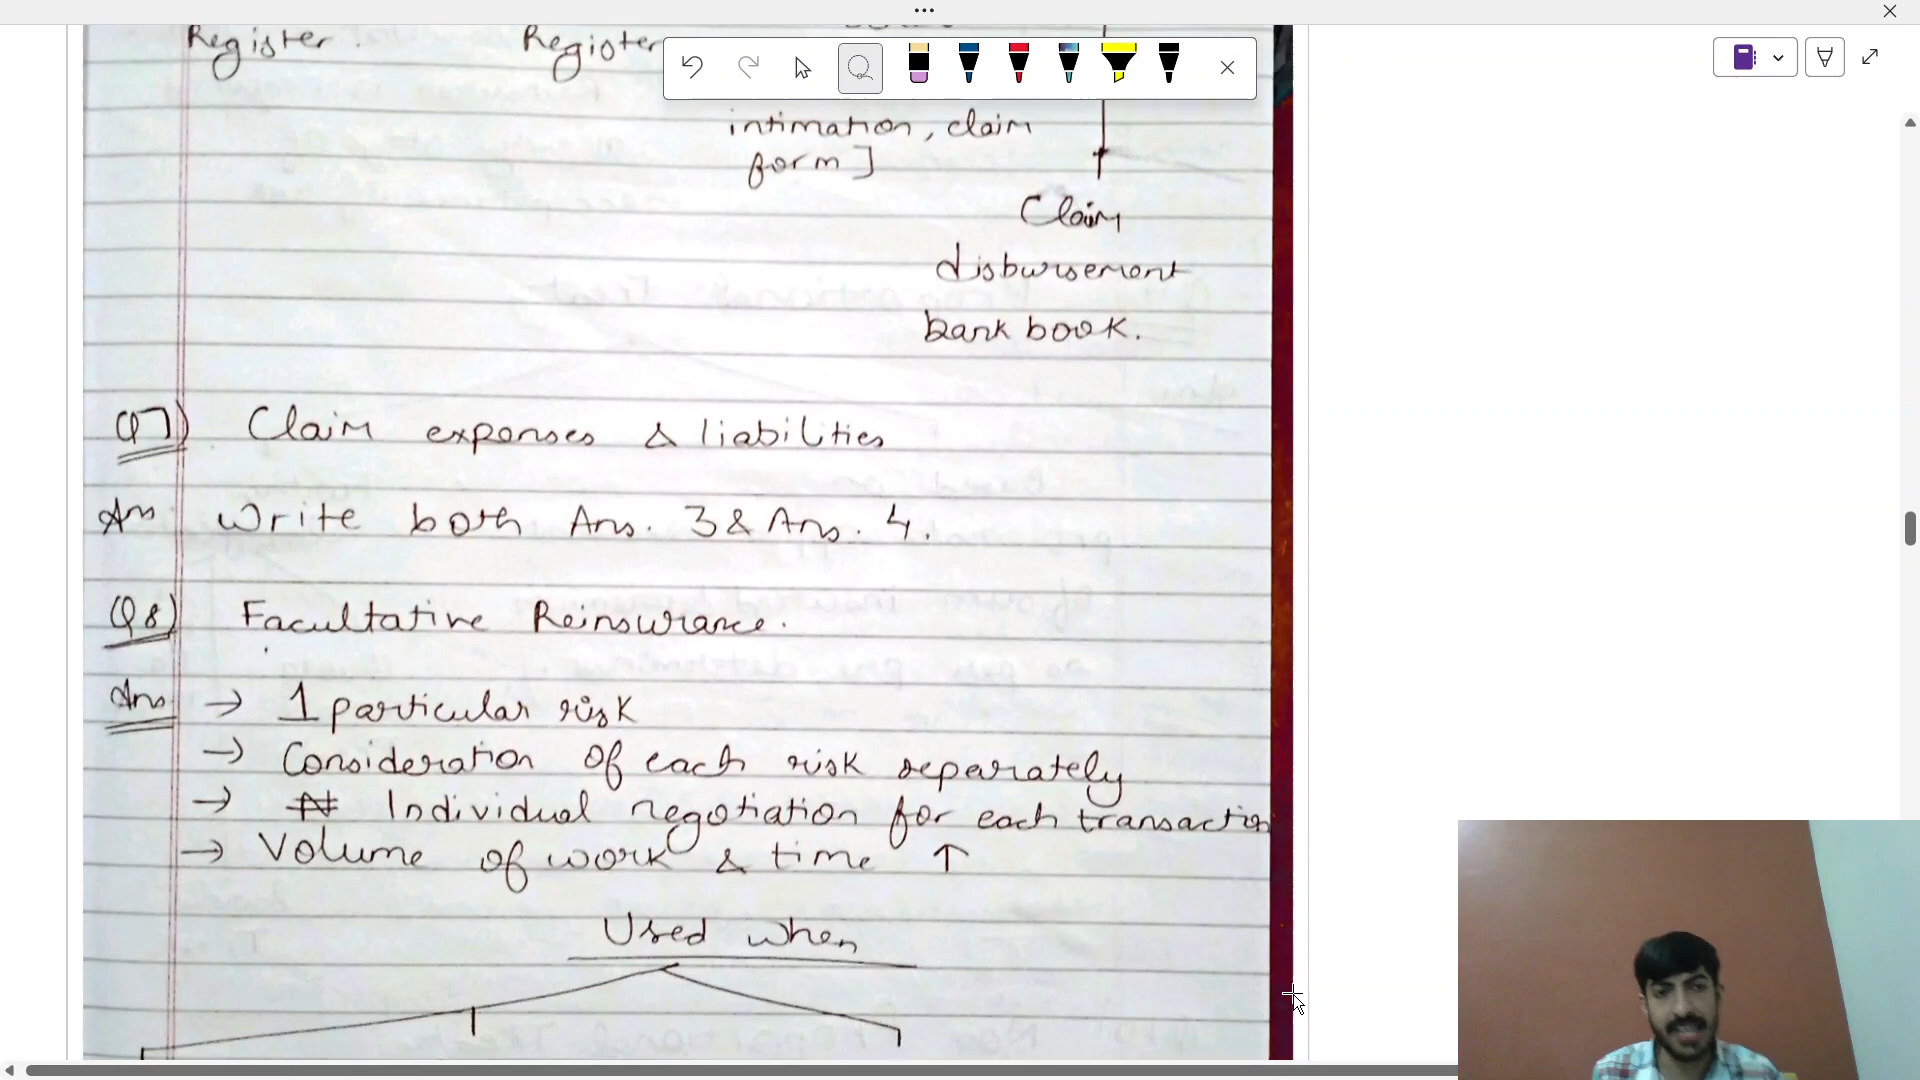 Register.
Register
intimation, claim
form]
Claim
disbursement
bank book.
Q7) Claim expenses & liabilities
Ans Write both Ans. 3 & Ans. 4.
Q8) Facultative Reinsurance.
Ans → 1 particular risk
→ Consideration of each risk separately
→ Individual negotiation for each transaction
→ Volume of work & time ↑
Used when